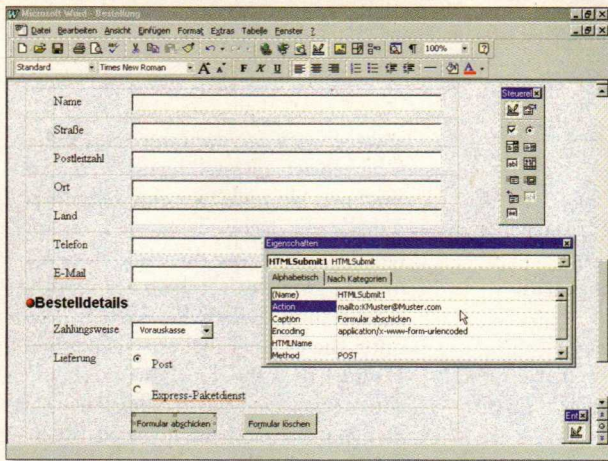 Microsoft Word - Bestellung
Datei Bearbeiten Ansicht Einfügen Format Extras Tabelle Fenster ?
100%
Standard Times New Roman A A F K U
Steuerel
Name
Straße
Postleitzahl
Ort
Land
Telefon
E-Mail
Eigenschaften
HTMLSubmit1 HTMLSubmit
Alphabetisch Nach Kategorien
(Name) HTMLSubmit1
Action mailto:KMuster@Muster.com
Caption Formular abschicken
Encoding application/x-www-form-urlencoded
HTMLName
Method POST
Bestelldetails
Zahlungsweise Vorauskasse
Lieferung Post
Express-Paketdienst
Formular abschicken Formular löschen
Ent